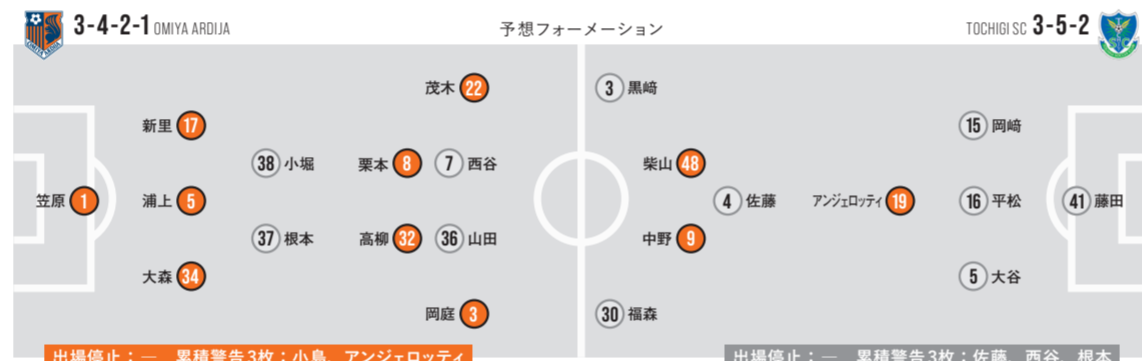 3-4-2-1 OMIYA ARDIJA
予想フォーメーション
TOCHIGI SC 3-5-2
茂木 22
3 黒﨑
新里 17
15 岡﨑
38 小堀
栗本 8
7 西谷
柴山 48
笠原 1
浦上 5
4 佐藤
アンジェロッティ 19
16 平松
41 藤田
37 根本
高柳 32
36 山田
中野 9
大森 34
5 大谷
岡庭 3
30 福森
出場停止：― 累積警告3枚：小島、アンジェロッティ
出場停止：― 累積警告3枚：佐藤、西谷、根本